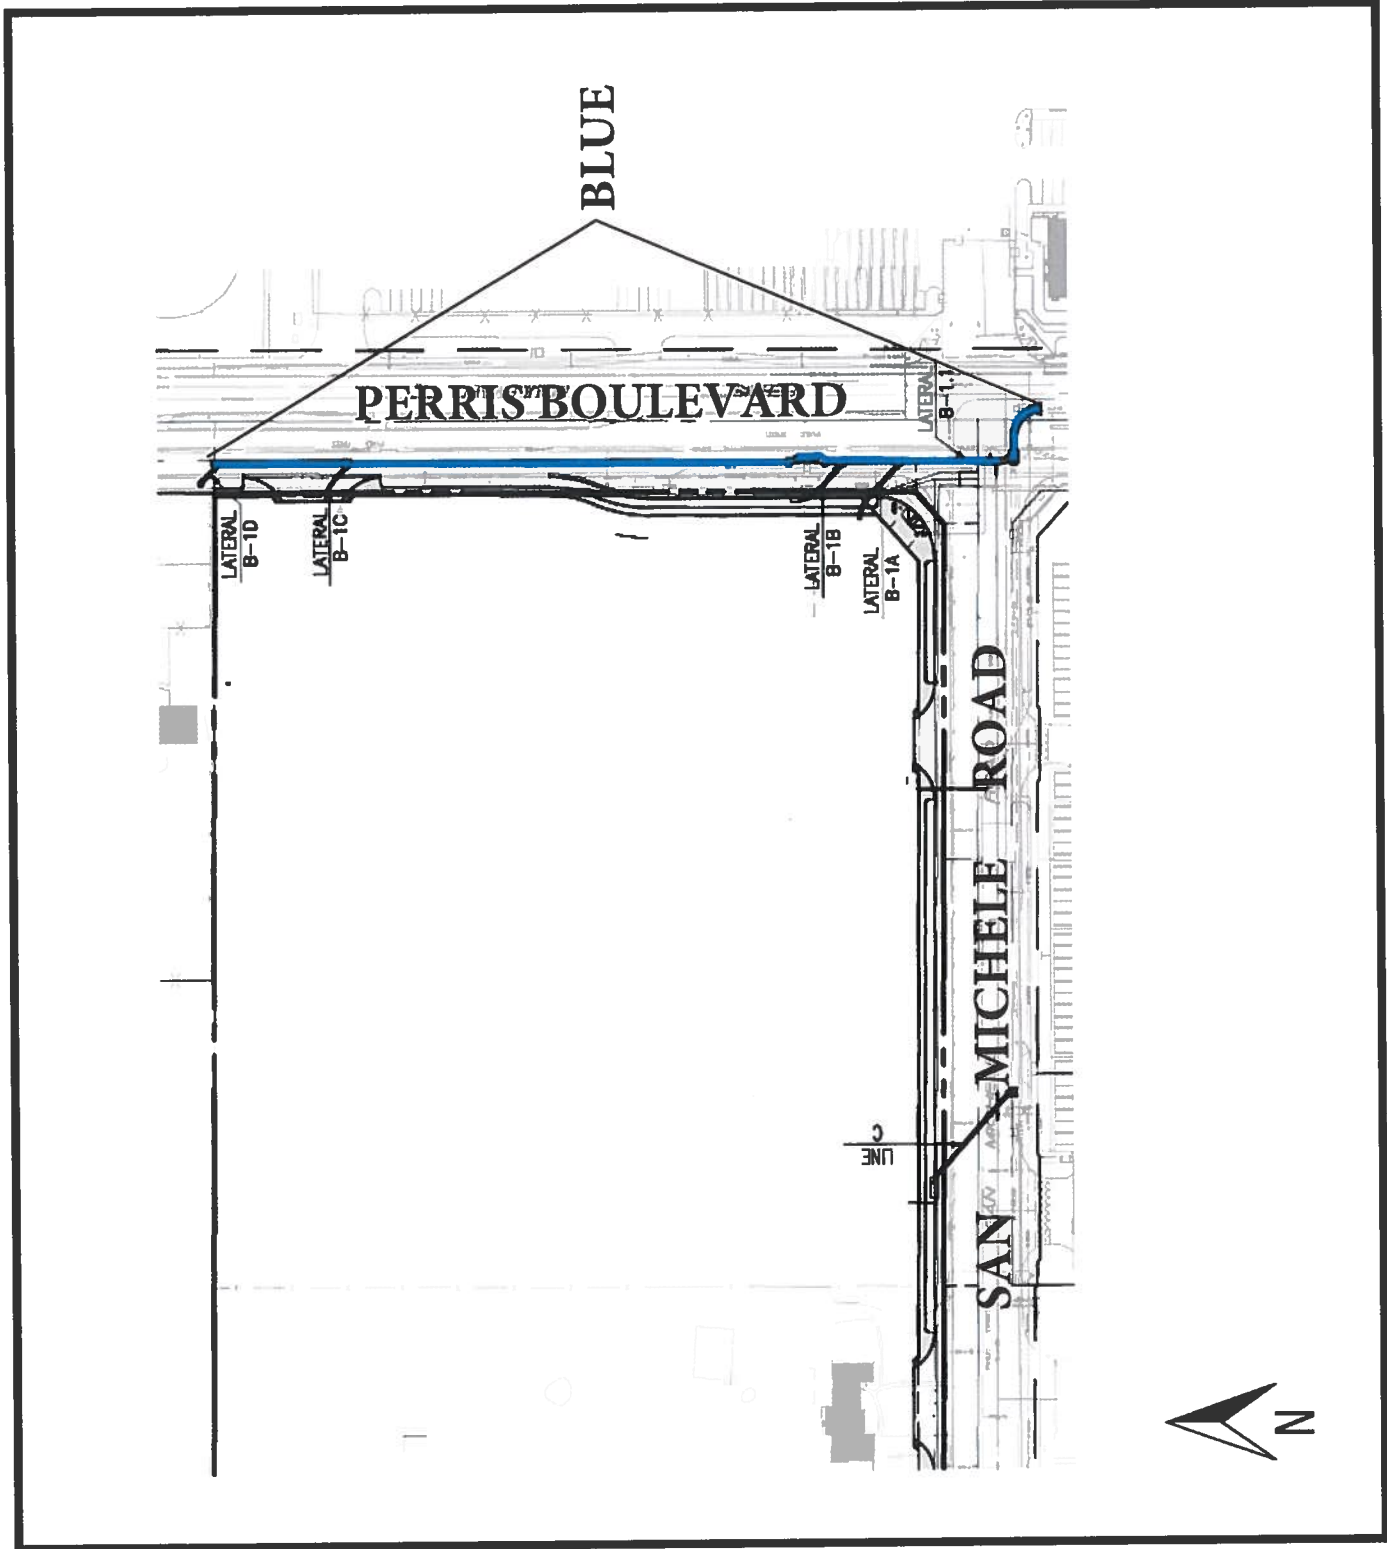 BLUE
PERRIS BOULEVARD
LATERAL
B-1.1
LATERAL
B-1D
LATERAL
B-1C
LATERAL
B-1B
LATERAL
B-1A
SAN MICHELE ROAD
LINE
C
N